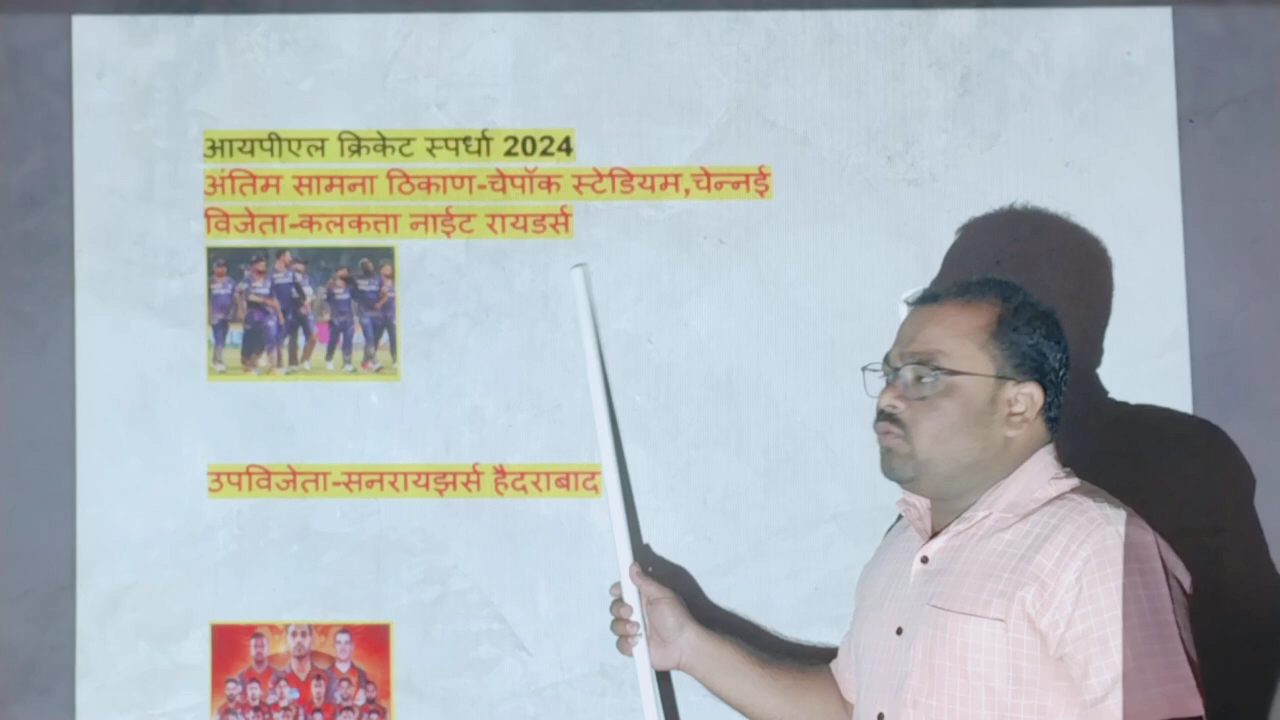 आयपीएल क्रिकेट स्पर्धा 2024
अंतिम सामना ठिकाण-चेपॉक स्टेडियम,चेन्नई
विजेता-कलकत्ता नाईट रायडर्स
उपविजेता-सनरायझर्स हैदराबाद